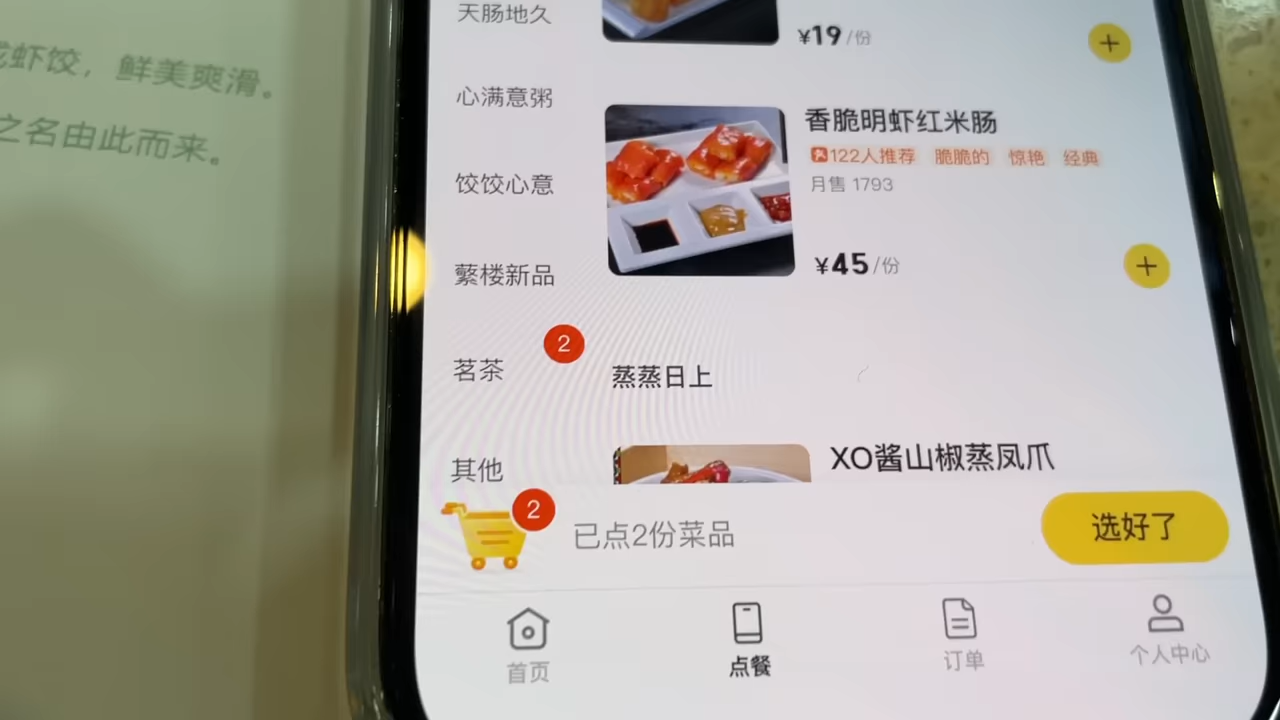 虾饺，鲜美爽滑。
之名由此而来。
天肠地久
心满意粥
饺饺心意
蘩楼新品
茗茶
2
其他
¥19/份
+
香脆明虾红米肠
122人推荐 脆脆的 惊艳 经典
月售 1793
¥45/份
+
蒸蒸日上
XO酱山椒蒸凤爪
2
已点2份菜品
选好了
首页
点餐
订单
个人中心